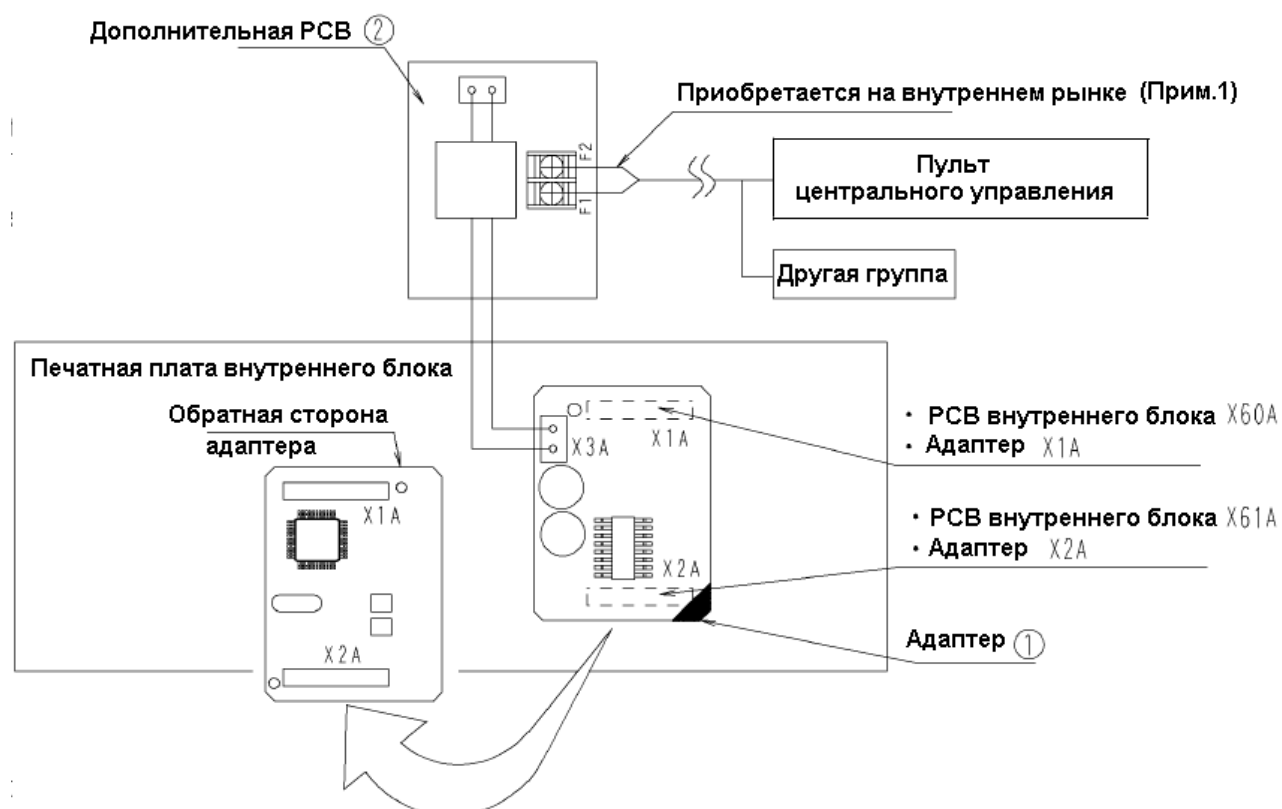 Дополнительная PCB ②
Приобретается на внутреннем рынке (Прим.1)
F2
F1
Пульт
центрального управления
Другая группа
Печатная плата внутреннего блока
Обратная сторона
адаптера
X1A
X2A
X3A
X1A
X2A
· PCB внутреннего блока X60A
· Адаптер X1A
· PCB внутреннего блока X61A
· Адаптер X2A
Адаптер ①